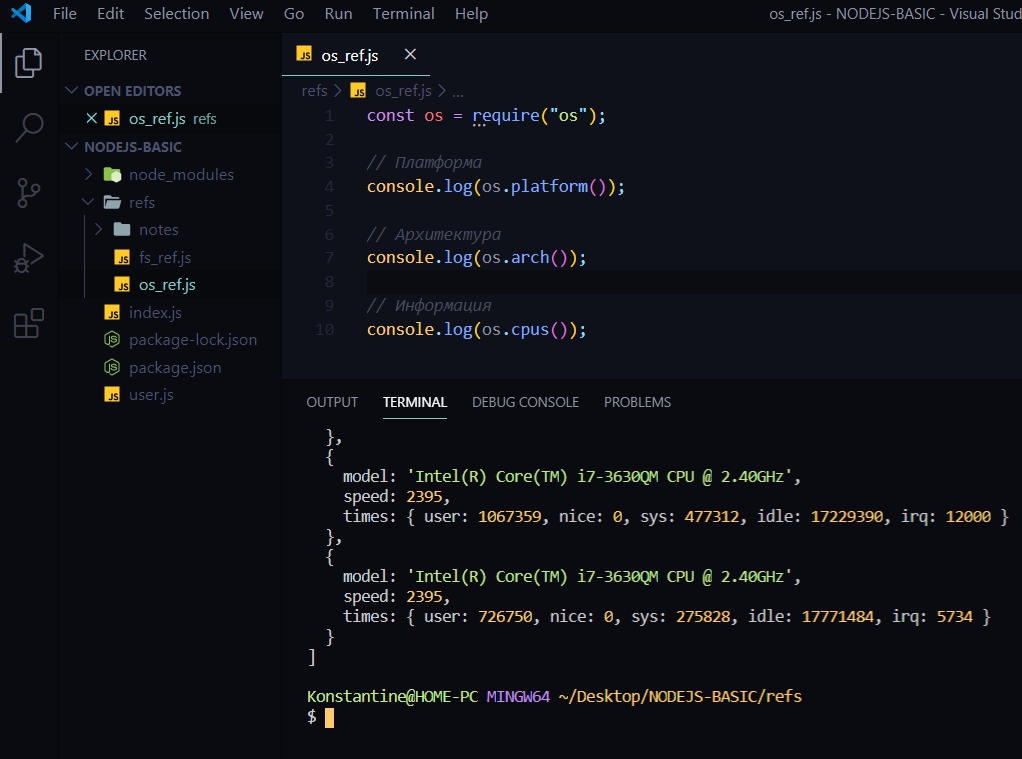 File Edit Selection View Go Run Terminal Help os_ref.js - NODEJS-BASIC - Visual Stud
EXPLORER
OPEN EDITORS
JS os_ref.js refs
NODEJS-BASIC
node_modules
refs
notes
JS fs_ref.js
JS os_ref.js
JS index.js
package-lock.json
package.json
JS user.js
JS os_ref.js
refs > JS os_ref.js > ...
1 const os = require("os");
2
3 // Платформа
4 console.log(os.platform());
5
6 // Архитектура
7 console.log(os.arch());
8
9 // Информация
10 console.log(os.cpus());
OUTPUT TERMINAL DEBUG CONSOLE PROBLEMS
},
{
model: 'Intel(R) Core(TM) i7-3630QM CPU @ 2.40GHz',
speed: 2395,
times: { user: 1067359, nice: 0, sys: 477312, idle: 17229390, irq: 12000 }
},
{
model: 'Intel(R) Core(TM) i7-3630QM CPU @ 2.40GHz',
speed: 2395,
times: { user: 726750, nice: 0, sys: 275828, idle: 17771484, irq: 5734 }
}
]
Konstantine@HOME-PC MINGW64 ~/Desktop/NODEJS-BASIC/refs
$